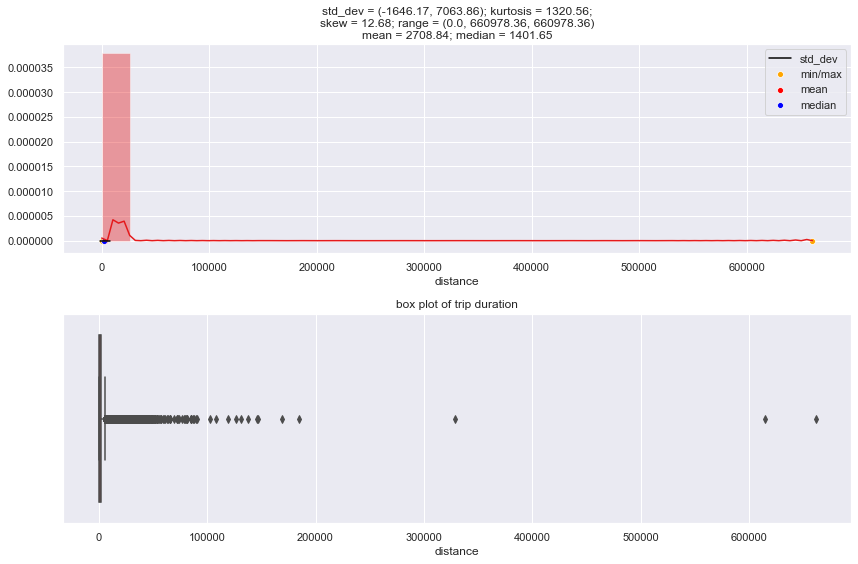 std_dev = (-1646.17, 7063.86); kurtosis = 1320.56;
skew = 12.68; range = (0.0, 660978.36, 660978.36)
mean = 2708.84; median = 1401.65
std_dev
min/max
mean
median
0.000035
0.000030
0.000025
0.000020
0.000015
0.000010
0.000005
0.000000
0 100000 200000 300000 400000 500000 600000
distance
box plot of trip duration
0 100000 200000 300000 400000 500000 600000
distance